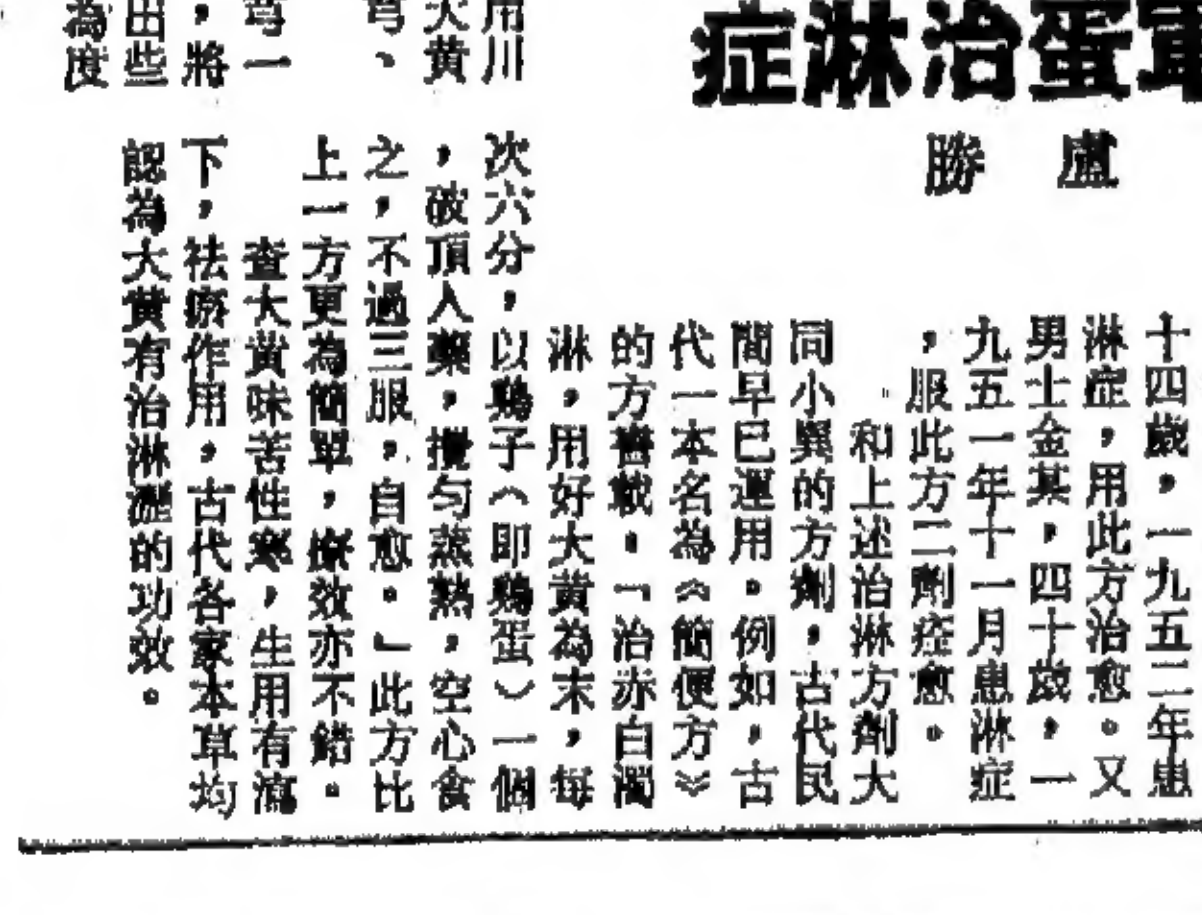 蛋治淋症
盧勝
十四歲，一九五二年患
淋症，用此方治愈。又
男士金某，四十歲，一
九五一年十一月患淋症
，服此方二劑症愈。
和上述治淋方劑大
同小異的方劑，古代民
間早已運用。例如，古
代一本名為《簡便方》
的方書載。「治赤白濁
淋，用好大黃為末，每
次六分，以鷄子（即鷄蛋）一個
，破頂入藥，攪勻蒸熟，空心食
之，不過三服，自愈。」此方比
上一方更為簡單，療效亦不錯。
查大黃味苦性寒，生用有瀉
下，祛瘀作用，古代各家本草均
認為大黃有治淋瀝的功效。
用川
大黃
芎、
芎一
，將
出些
為度